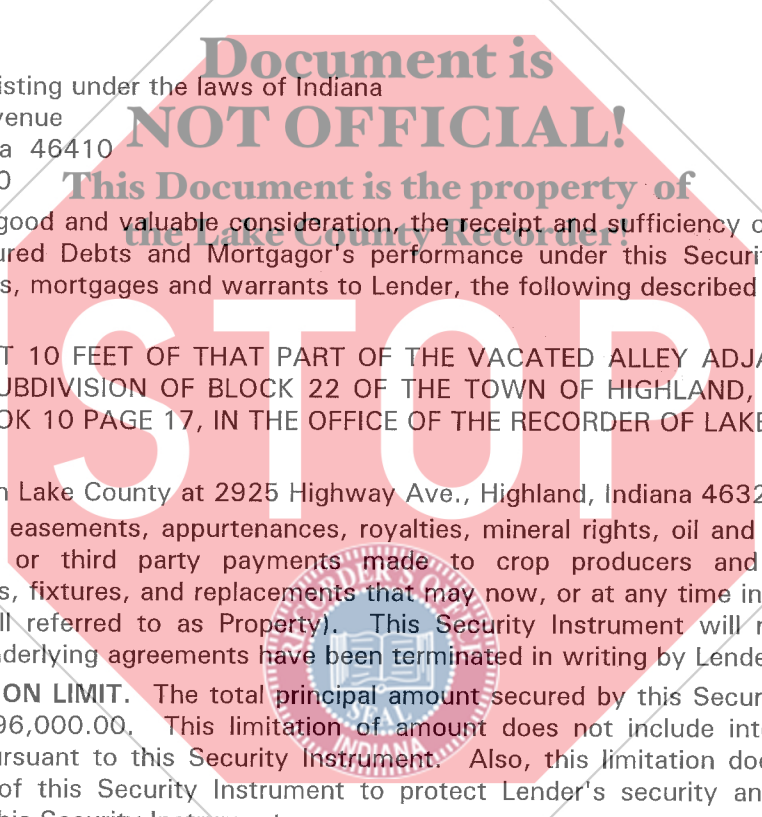 Document is
isting under the laws of Indiana
venue
NOT OFFICIAL!
a 46410
0
This Document is the property of
good and valuable consideration, the receipt and sufficiency o
the Lake County Recorder!
ured Debts and Mortgagor's performance under this Securit
s, mortgages and warrants to Lender, the following described
T 10 FEET OF THAT PART OF THE VACATED ALLEY ADJA
UBDIVISION OF BLOCK 22 OF THE TOWN OF HIGHLAND,
OK 10 PAGE 17, IN THE OFFICE OF THE RECORDER OF LAKE
STOP
n Lake County at 2925 Highway Ave., Highland, Indiana 4632
easements, appurtenances, royalties, mineral rights, oil and
or third party payments made to crop producers and
s, fixtures, and replacements that may now, or at any time in
ll referred to as Property). This Security Instrument will r
nderlying agreements have been terminated in writing by Lende
RECORDER'S OFFICE
SEAL
INDIANA
ON LIMIT. The total principal amount secured by this Secur
96,000.00. This limitation of amount does not include int
ursuant to this Security Instrument. Also, this limitation doe
of this Security Instrument to protect Lender's security an